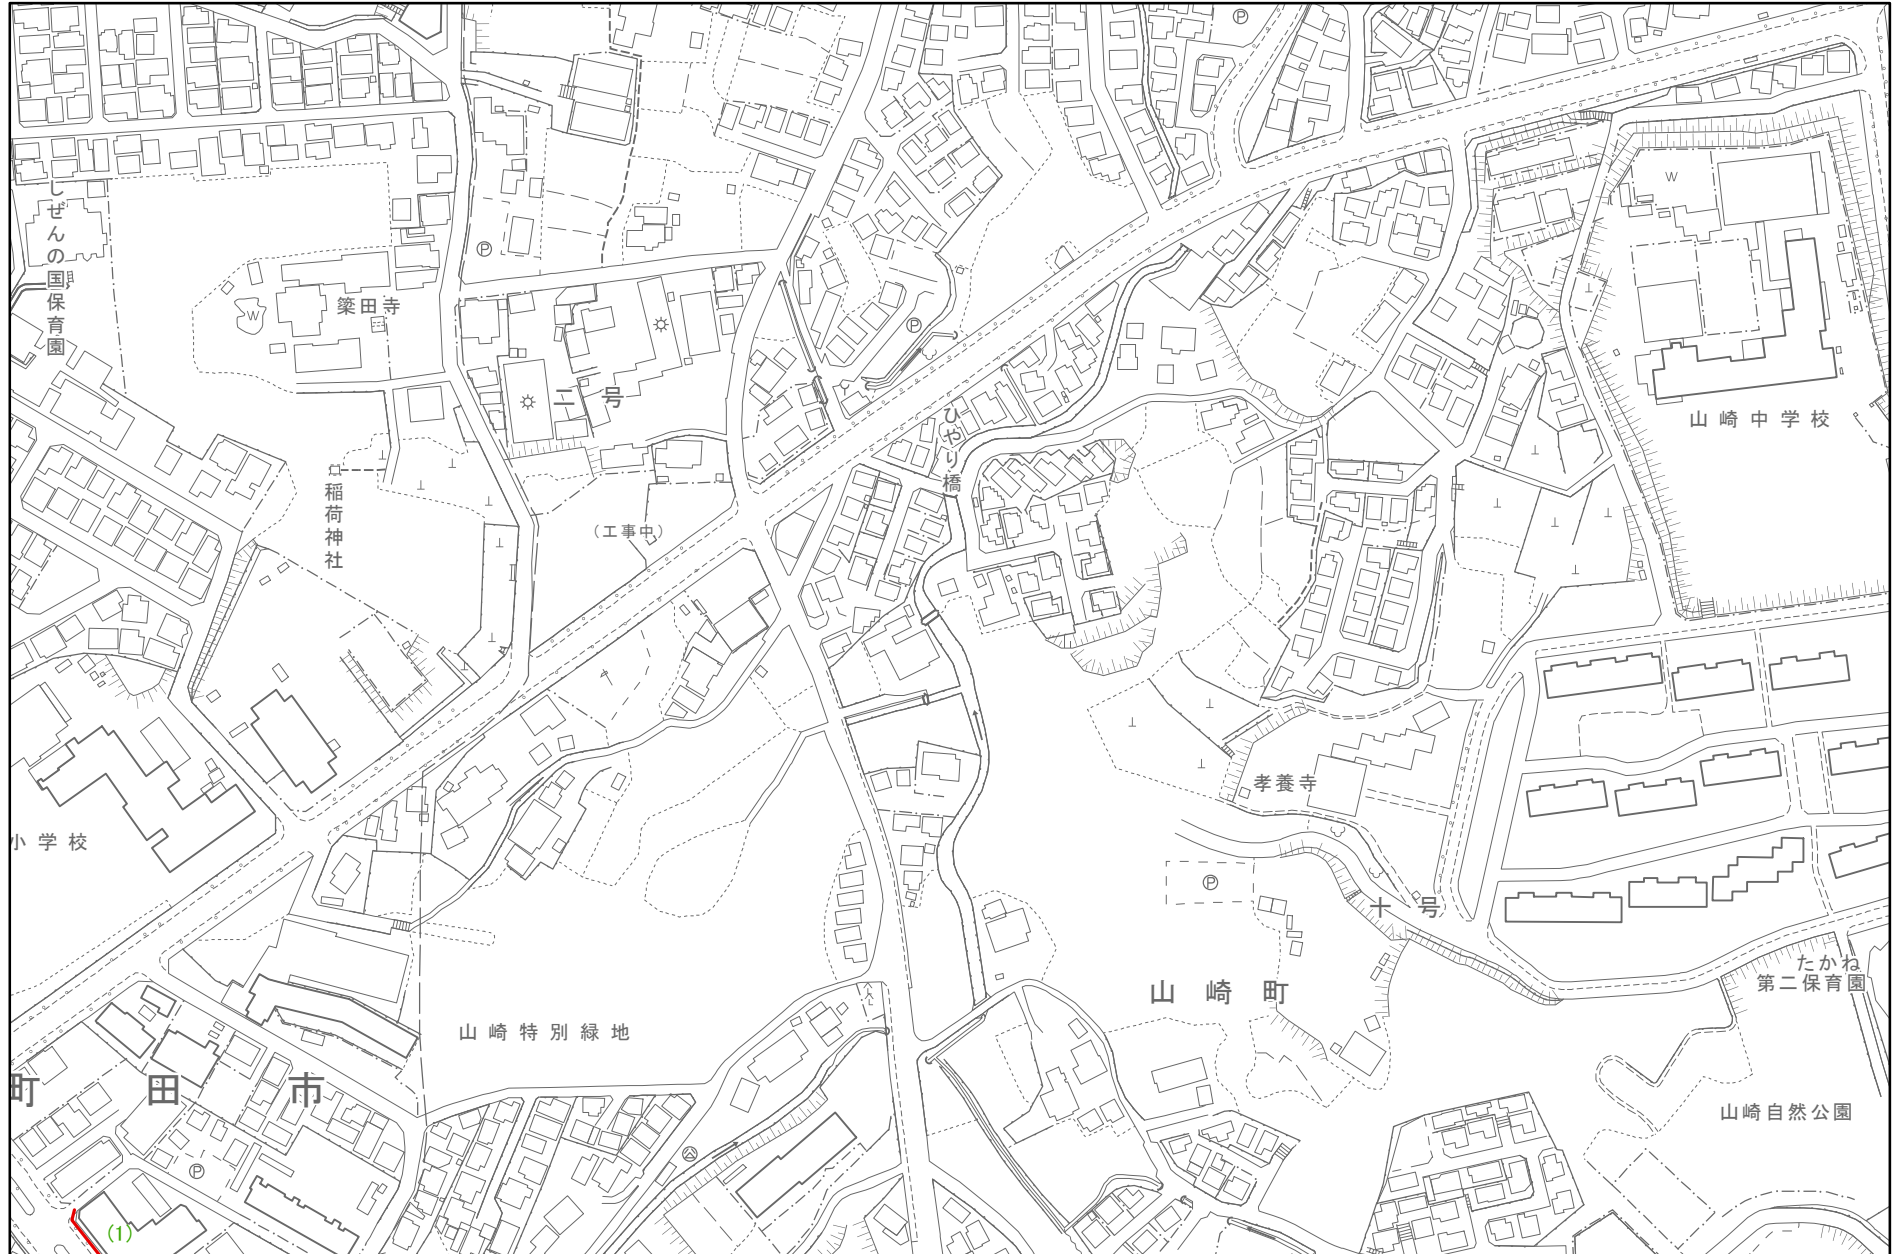 Ⓟ
W
しぜんの国保育園
Ⓟ
簗田寺
W
Ⓟ
二号
ひやり橋
山崎中学校
稲荷神社
(工事中)
孝養寺
小学校
Ⓟ
十号
たかね
第二保育園
山崎町
山崎特別緑地
町田市
山崎自然公園
Ⓟ
(1)